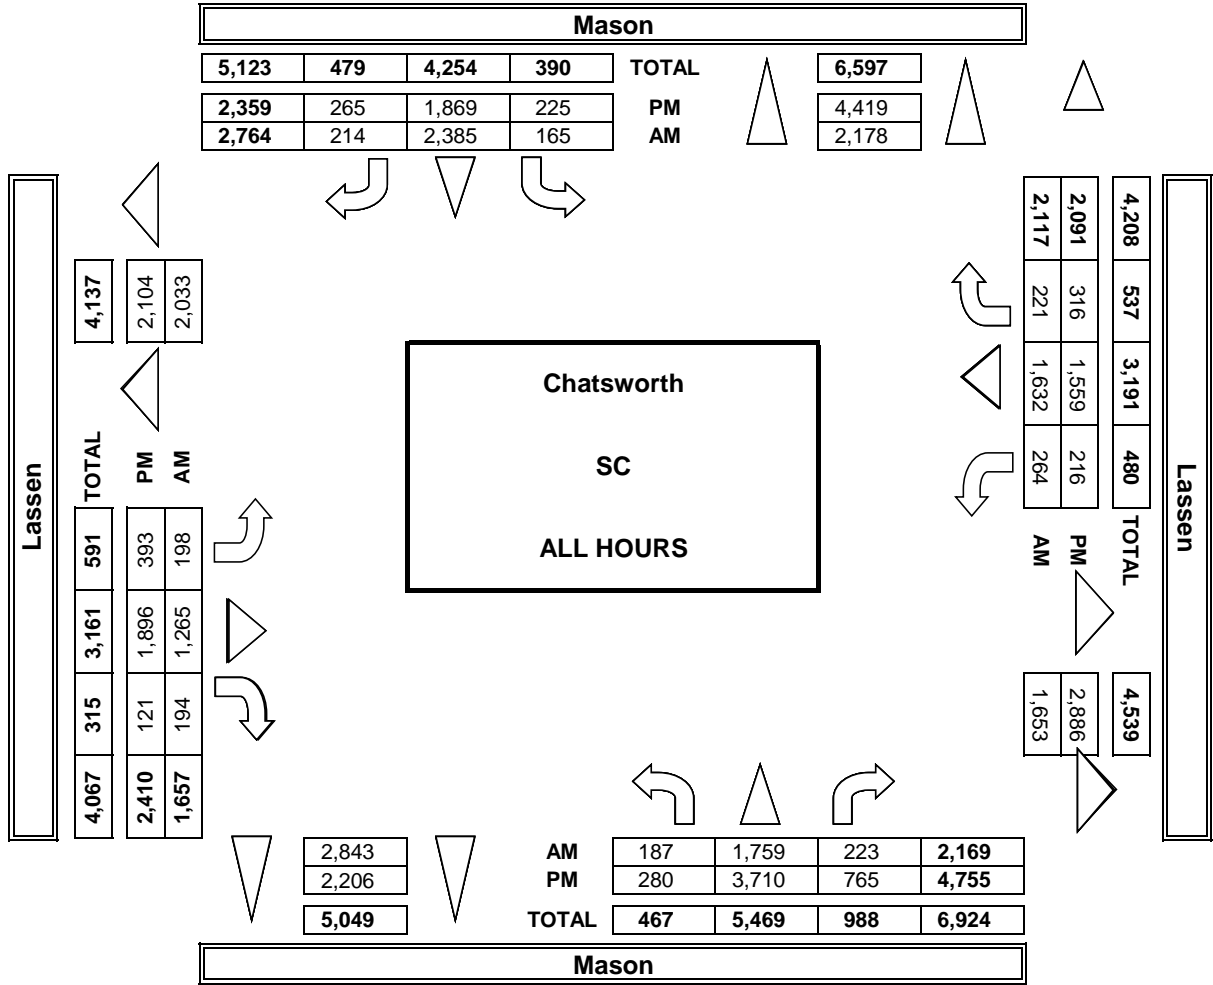 Mason
5,123 479 4,254 390 TOTAL 6,597
2,359 265 1,869 225 PM 4,419
2,764 214 2,385 165 AM 2,178
Lassen
4,137 2,104 2,033
TOTAL PM AM
591 393 198
3,161 1,896 1,265
315 121 194
4,067 2,410 1,657
Chatsworth
SC
ALL HOURS
2,117 2,091 4,208
221 316 537
1,632 1,559 3,191
264 216 480
AM PM TOTAL
1,653 2,886 4,539
Lassen
2,843 AM 187 1,759 223 2,169
2,206 PM 280 3,710 765 4,755
5,049 TOTAL 467 5,469 988 6,924
Mason